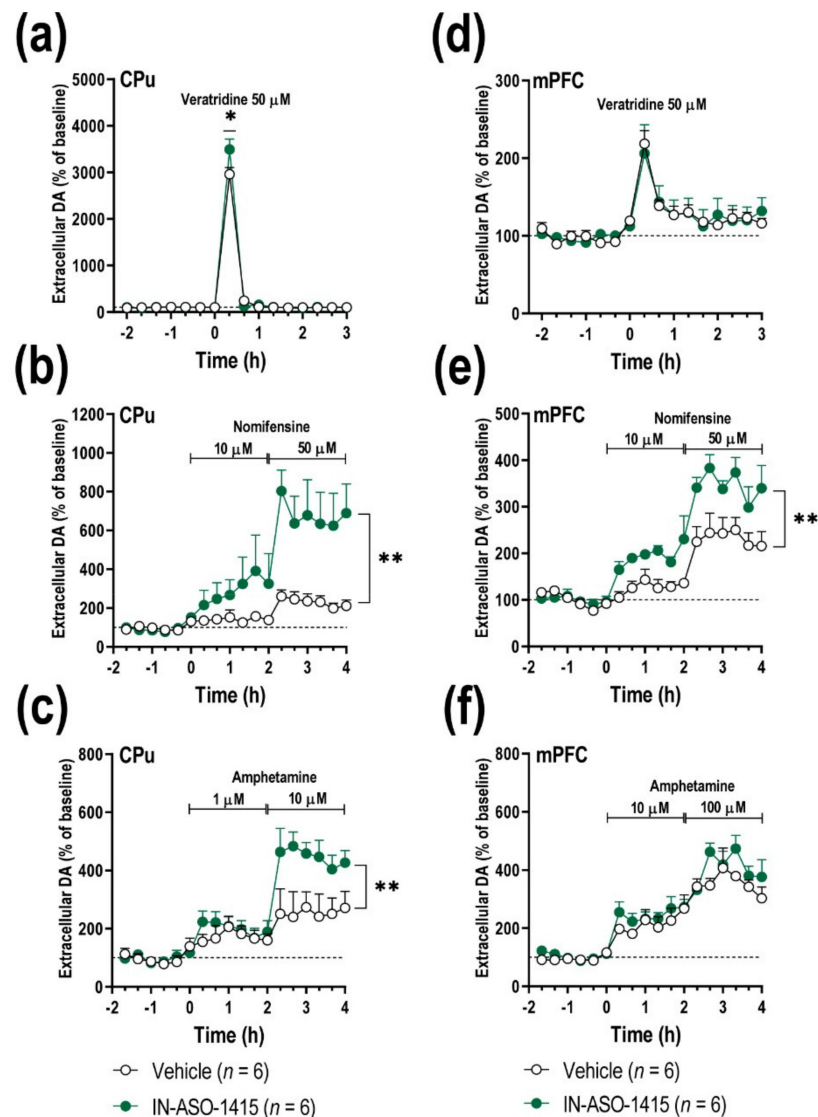 (a)
CPu
Veratridine 50 μM
*
Extracellular DA (% of baseline)
5000
4000
3000
2000
1000
0
-2 -1 0 1 2 3
Time (h)
(b)
CPu
Nomifensine
10 μM 50 μM
**
Extracellular DA (% of baseline)
1200
1000
800
600
400
200
0
-2 -1 0 1 2 3 4
Time (h)
(c)
CPu
Amphetamine
1 μM 10 μM
**
Extracellular DA (% of baseline)
800
600
400
200
0
-2 -1 0 1 2 3 4
Time (h)
Vehicle (n = 6)
IN-ASO-1415 (n = 6)
(d)
mPFC
Veratridine 50 μM
Extracellular DA (% of baseline)
300
200
100
0
-2 -1 0 1 2 3
Time (h)
(e)
mPFC
Nomifensine
10 μM 50 μM
**
Extracellular DA (% of baseline)
500
400
300
200
100
0
-2 -1 0 1 2 3 4
Time (h)
(f)
mPFC
Amphetamine
10 μM 100 μM
Extracellular DA (% of baseline)
800
600
400
200
0
-2 -1 0 1 2 3 4
Time (h)
Vehicle (n = 6)
IN-ASO-1415 (n = 6)